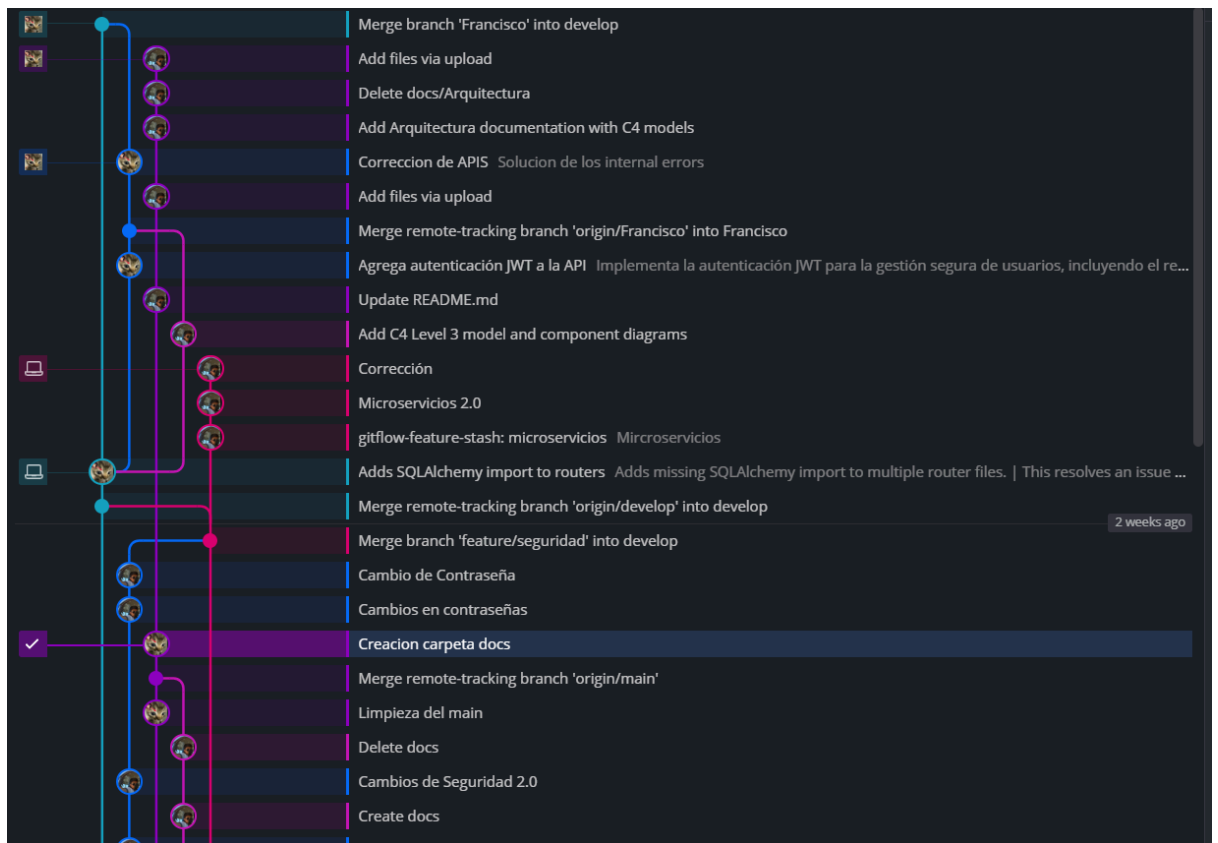 Merge branch 'Francisco' into develop
Add files via upload
Delete docs/Arquitectura
Add Arquitectura documentation with C4 models
Correccion de APIS Solucion de los internal errors
Add files via upload
Merge remote-tracking branch 'origin/Francisco' into Francisco
Agrega autenticación JWT a la API Implementa la autenticación JWT para la gestión segura de usuarios, incluyendo el re...
Update README.md
Add C4 Level 3 model and component diagrams
Corrección
Microservicios 2.0
gitflow-feature-stash: microservicios Mircroservicios
Adds SQLAlchemy import to routers Adds missing SQLAlchemy import to multiple router files. | This resolves an issue ...
Merge remote-tracking branch 'origin/develop' into develop
2 weeks ago
Merge branch 'feature/seguridad' into develop
Cambio de Contraseña
Cambios en contraseñas
Creacion carpeta docs
Merge remote-tracking branch 'origin/main'
Limpieza del main
Delete docs
Cambios de Seguridad 2.0
Create docs